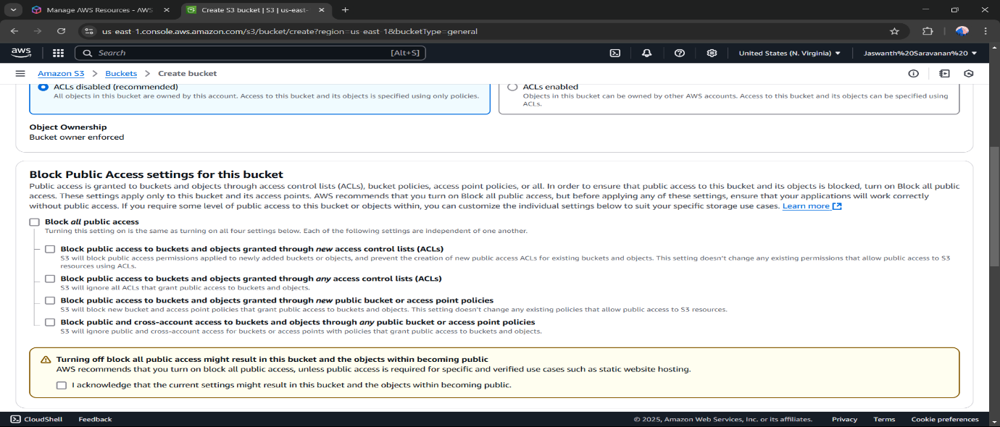 Manage AWS Resources - AWS
Create S3 bucket | S3 | us-east-
us-east-1.console.aws.amazon.com/s3/bucket/create?region=us-east-1&bucketType=general
aws
Search
[Alt+S]
United States (N. Virginia)
Jaswanth%20Saravanan%20
Amazon S3 > Buckets > Create bucket
ACLs disabled (recommended)
All objects in this bucket are owned by this account. Access to this bucket and its objects is specified using only policies.
ACLs enabled
Objects in this bucket can be owned by other AWS accounts. Access to this bucket and its objects can be specified using
ACLs.
Object Ownership
Bucket owner enforced
Block Public Access settings for this bucket
Public access is granted to buckets and objects through access control lists (ACLs), bucket policies, access point policies, or all. In order to ensure that public access to this bucket and its objects is blocked, turn on Block all public
access. These settings apply only to this bucket and its access points. AWS recommends that you turn on Block all public access, but before applying any of these settings, ensure that your applications will work correctly
without public access. If you require some level of public access to this bucket or objects within, you can customize the individual settings below to suit your specific storage use cases. Learn more
Block all public access
Turning this setting on is the same as turning on all four settings below. Each of the following settings are independent of one another.
Block public access to buckets and objects granted through new access control lists (ACLs)
S3 will block public access permissions applied to newly added buckets or objects, and prevent the creation of new public access ACLs for existing buckets and objects. This setting doesn't change any existing permissions that allow public access to S3
resources using ACLs.
Block public access to buckets and objects granted through any access control lists (ACLs)
S3 will ignore all ACLs that grant public access to buckets and objects.
Block public access to buckets and objects granted through new public bucket or access point policies
S3 will block new bucket and access point policies that grant public access to buckets and objects. This setting doesn't change any existing policies that allow public access to S3 resources.
Block public and cross-account access to buckets and objects through any public bucket or access point policies
S3 will ignore public and cross-account access for buckets or access points with policies that grant public access to buckets and objects.
Turning off block all public access might result in this bucket and the objects within becoming public
AWS recommends that you turn on block all public access, unless public access is required for specific and verified use cases such as static website hosting.
I acknowledge that the current settings might result in this bucket and the objects within becoming public.
CloudShell
Feedback
© 2025, Amazon Web Services, Inc. or its affiliates.
Privacy
Terms
Cookie preferences